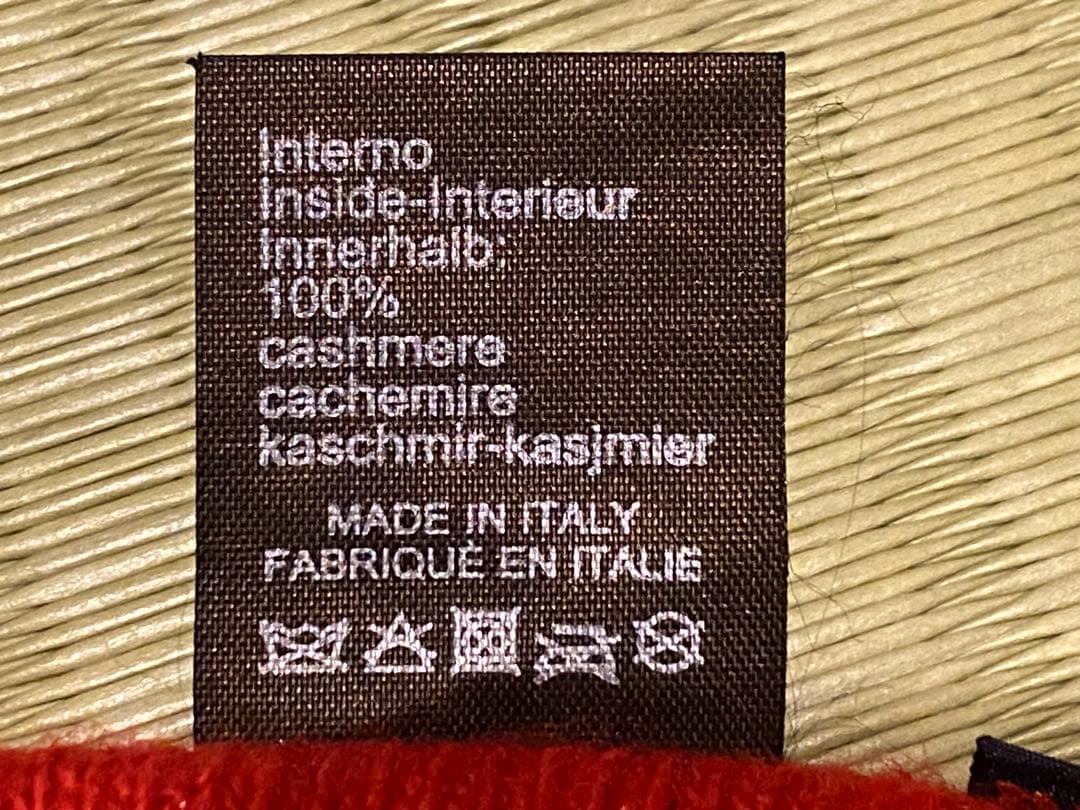 Interno
Inside-Interieur
Innerhalb:
100%
cashmere
cachemire
kaschmir-kasjmier
MADE IN ITALY
FABRIQUÉ EN ITALIE